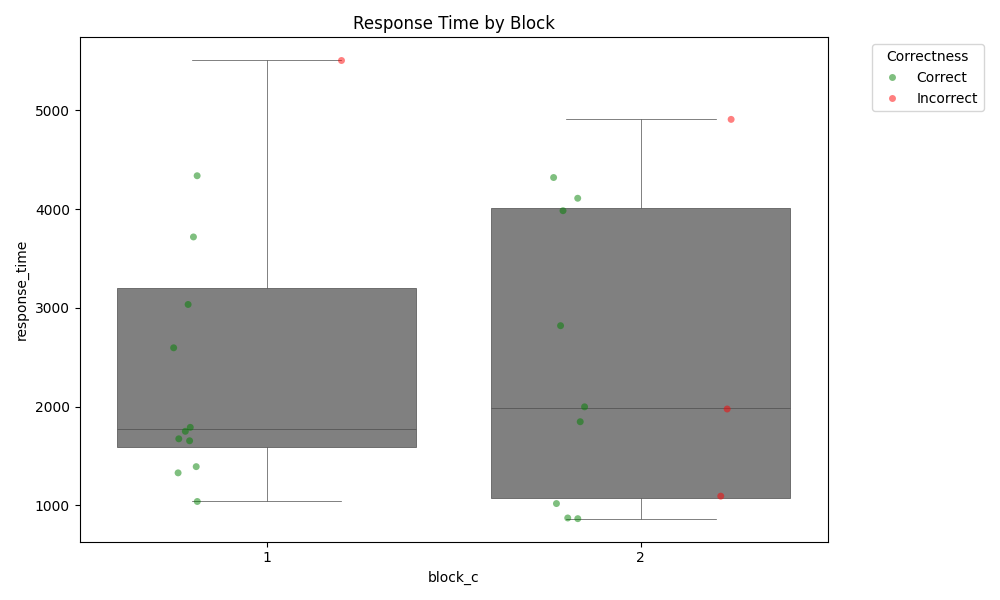 Response Time by Block
Correctness
Correct
Incorrect
response_time
5000
4000
3000
2000
1000
1
2
block_c